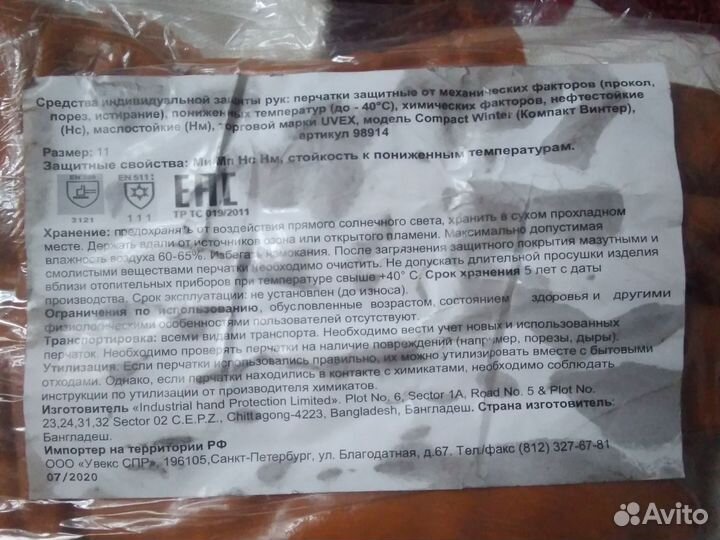 Средства индивидуальной защиты рук: перчатки защитные от механических факторов (прокол,
порез, истирание), пониженных температур (до - 40°С), химических факторов, нефтестойкие
(Нс), маслостойкие (Нм), торговой марки UVEX, модель Compact Winter (Компакт Винтер),
артикул 98914
Размер: 11
Защитные свойства: Ми Мп Нс Нм, стойкость к пониженным температурам.
EN 388 EN 511
3121 1 1 1
ЕАС
ТР ТС 019/2011
Хранение: предохранять от воздействия прямого солнечного света, хранить в сухом прохладном
месте. Держать вдали от источников озона или открытого пламени. Максимально допустимая
влажность воздуха 60-65%. Избегать намокания. После загрязнения защитного покрытия мазутными и
смолистыми веществами перчатки необходимо очистить. Не допускать длительной просушки изделия
вблизи отопительных приборов при температуре свыше +40° С. Срок хранения 5 лет с даты
производства. Срок эксплуатации: не установлен (до износа).
Ограничения по использованию, обусловленные возрастом, состоянием здоровья и другими
физиологическими особенностями пользователей отсутствуют.
Транспортировка: всеми видами транспорта. Необходимо вести учет новых и использованных
перчаток. Необходимо проверять перчатки на наличие повреждений (например, порезы, дыры).
Утилизация. Если перчатки использовались правильно, их можно утилизировать вместе с бытовыми
отходами. Однако, если перчатки находились в контакте с химикатами, необходимо соблюдать
инструкции по утилизации от производителя химикатов.
Изготовитель «Industrial hand Protection Limited». Plot No. 6, Sector 1A, Road No. 5 & Plot No.
23,24,31,32 Sector 02 C.E.P.Z., Chittagong-4223, Bangladesh, Бангладеш. Страна изготовитель:
Бангладеш.
Импортер на территории РФ
ООО «Увекс СПР», 196105,Санкт-Петербург, ул. Благодатная, д.67. Тел./факс (812) 327-67-81
07/2020
Avito